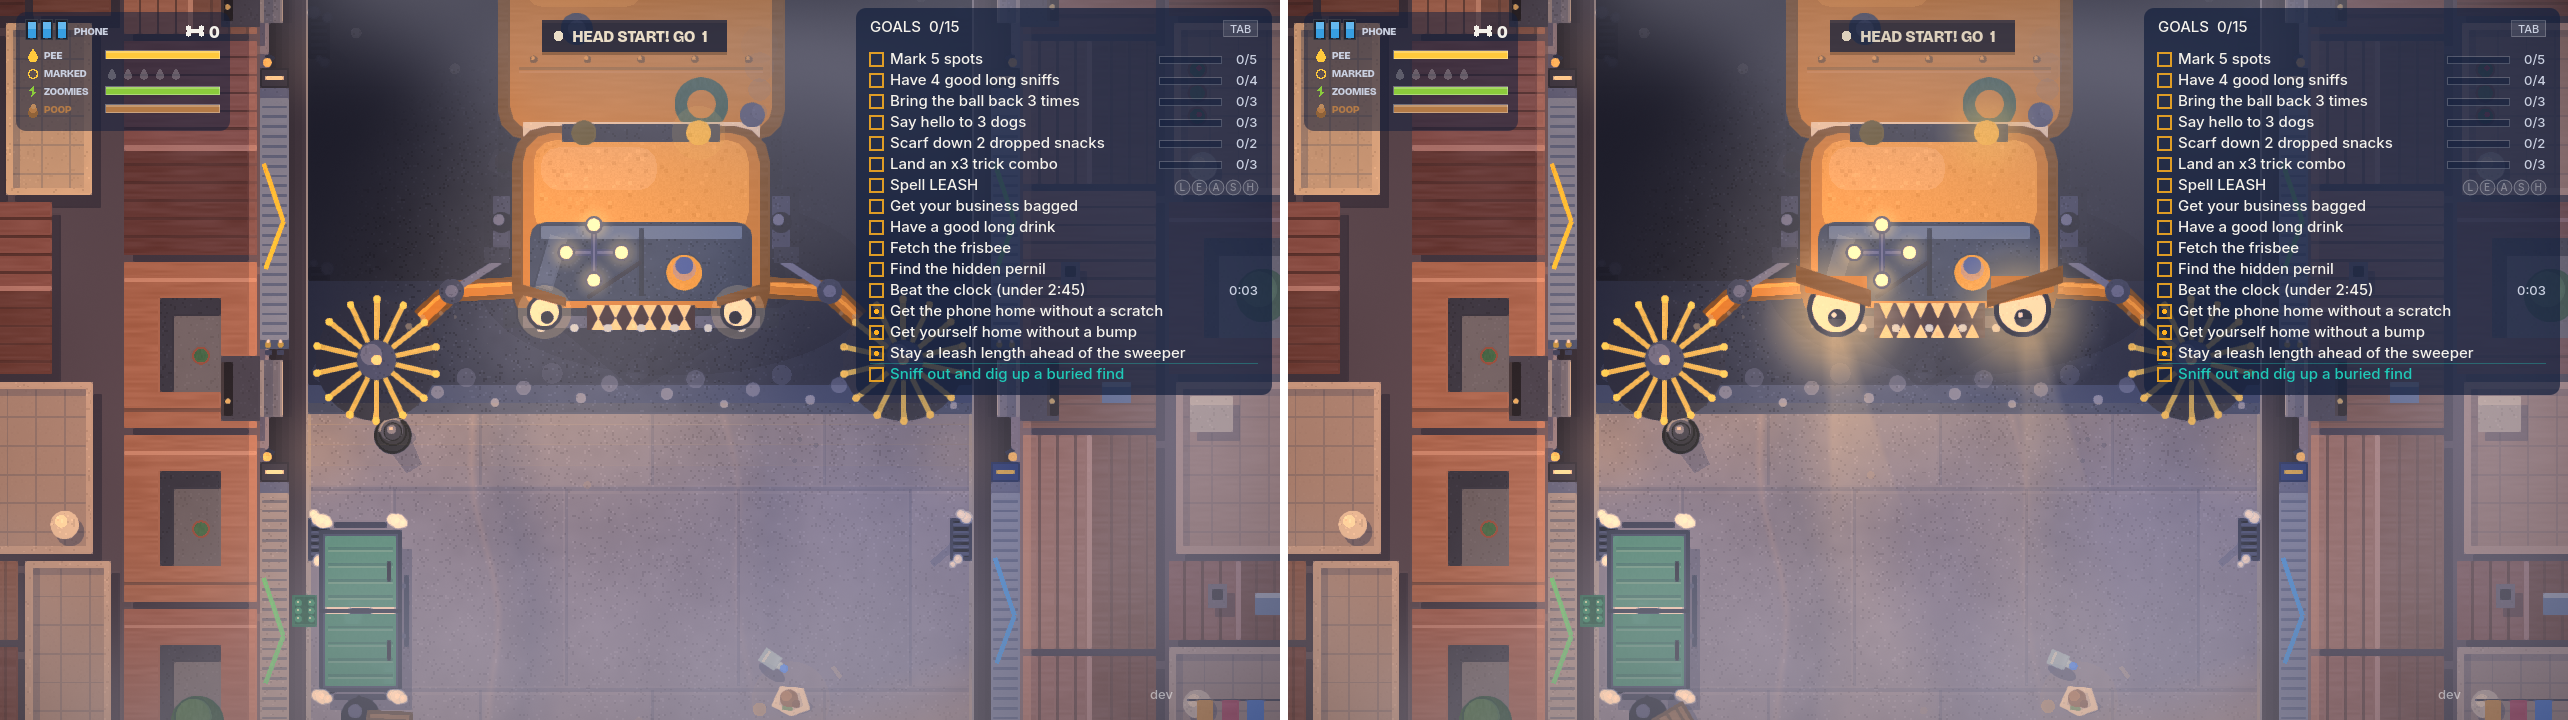 PHONE 0
PEE
MARKED
ZOOMIES
POOP
HEAD START! GO 1
GOALS 0/15 TAB
Mark 5 spots 0/5
Have 4 good long sniffs 0/4
Bring the ball back 3 times 0/3
Say hello to 3 dogs 0/3
Scarf down 2 dropped snacks 0/2
Land an x3 trick combo 0/3
Spell LEASH L E A S H
Get your business bagged
Have a good long drink
Fetch the frisbee
Find the hidden pernil
Beat the clock (under 2:45) 0:03
Get the phone home without a scratch
Get yourself home without a bump
Stay a leash length ahead of the sweeper
Sniff out and dig up a buried find
dev
PHONE 0
PEE
MARKED
ZOOMIES
POOP
HEAD START! GO 1
GOALS 0/15 TAB
Mark 5 spots 0/5
Have 4 good long sniffs 0/4
Bring the ball back 3 times 0/3
Say hello to 3 dogs 0/3
Scarf down 2 dropped snacks 0/2
Land an x3 trick combo 0/3
Spell LEASH L E A S H
Get your business bagged
Have a good long drink
Fetch the frisbee
Find the hidden pernil
Beat the clock (under 2:45) 0:03
Get the phone home without a scratch
Get yourself home without a bump
Stay a leash length ahead of the sweeper
Sniff out and dig up a buried find
dev